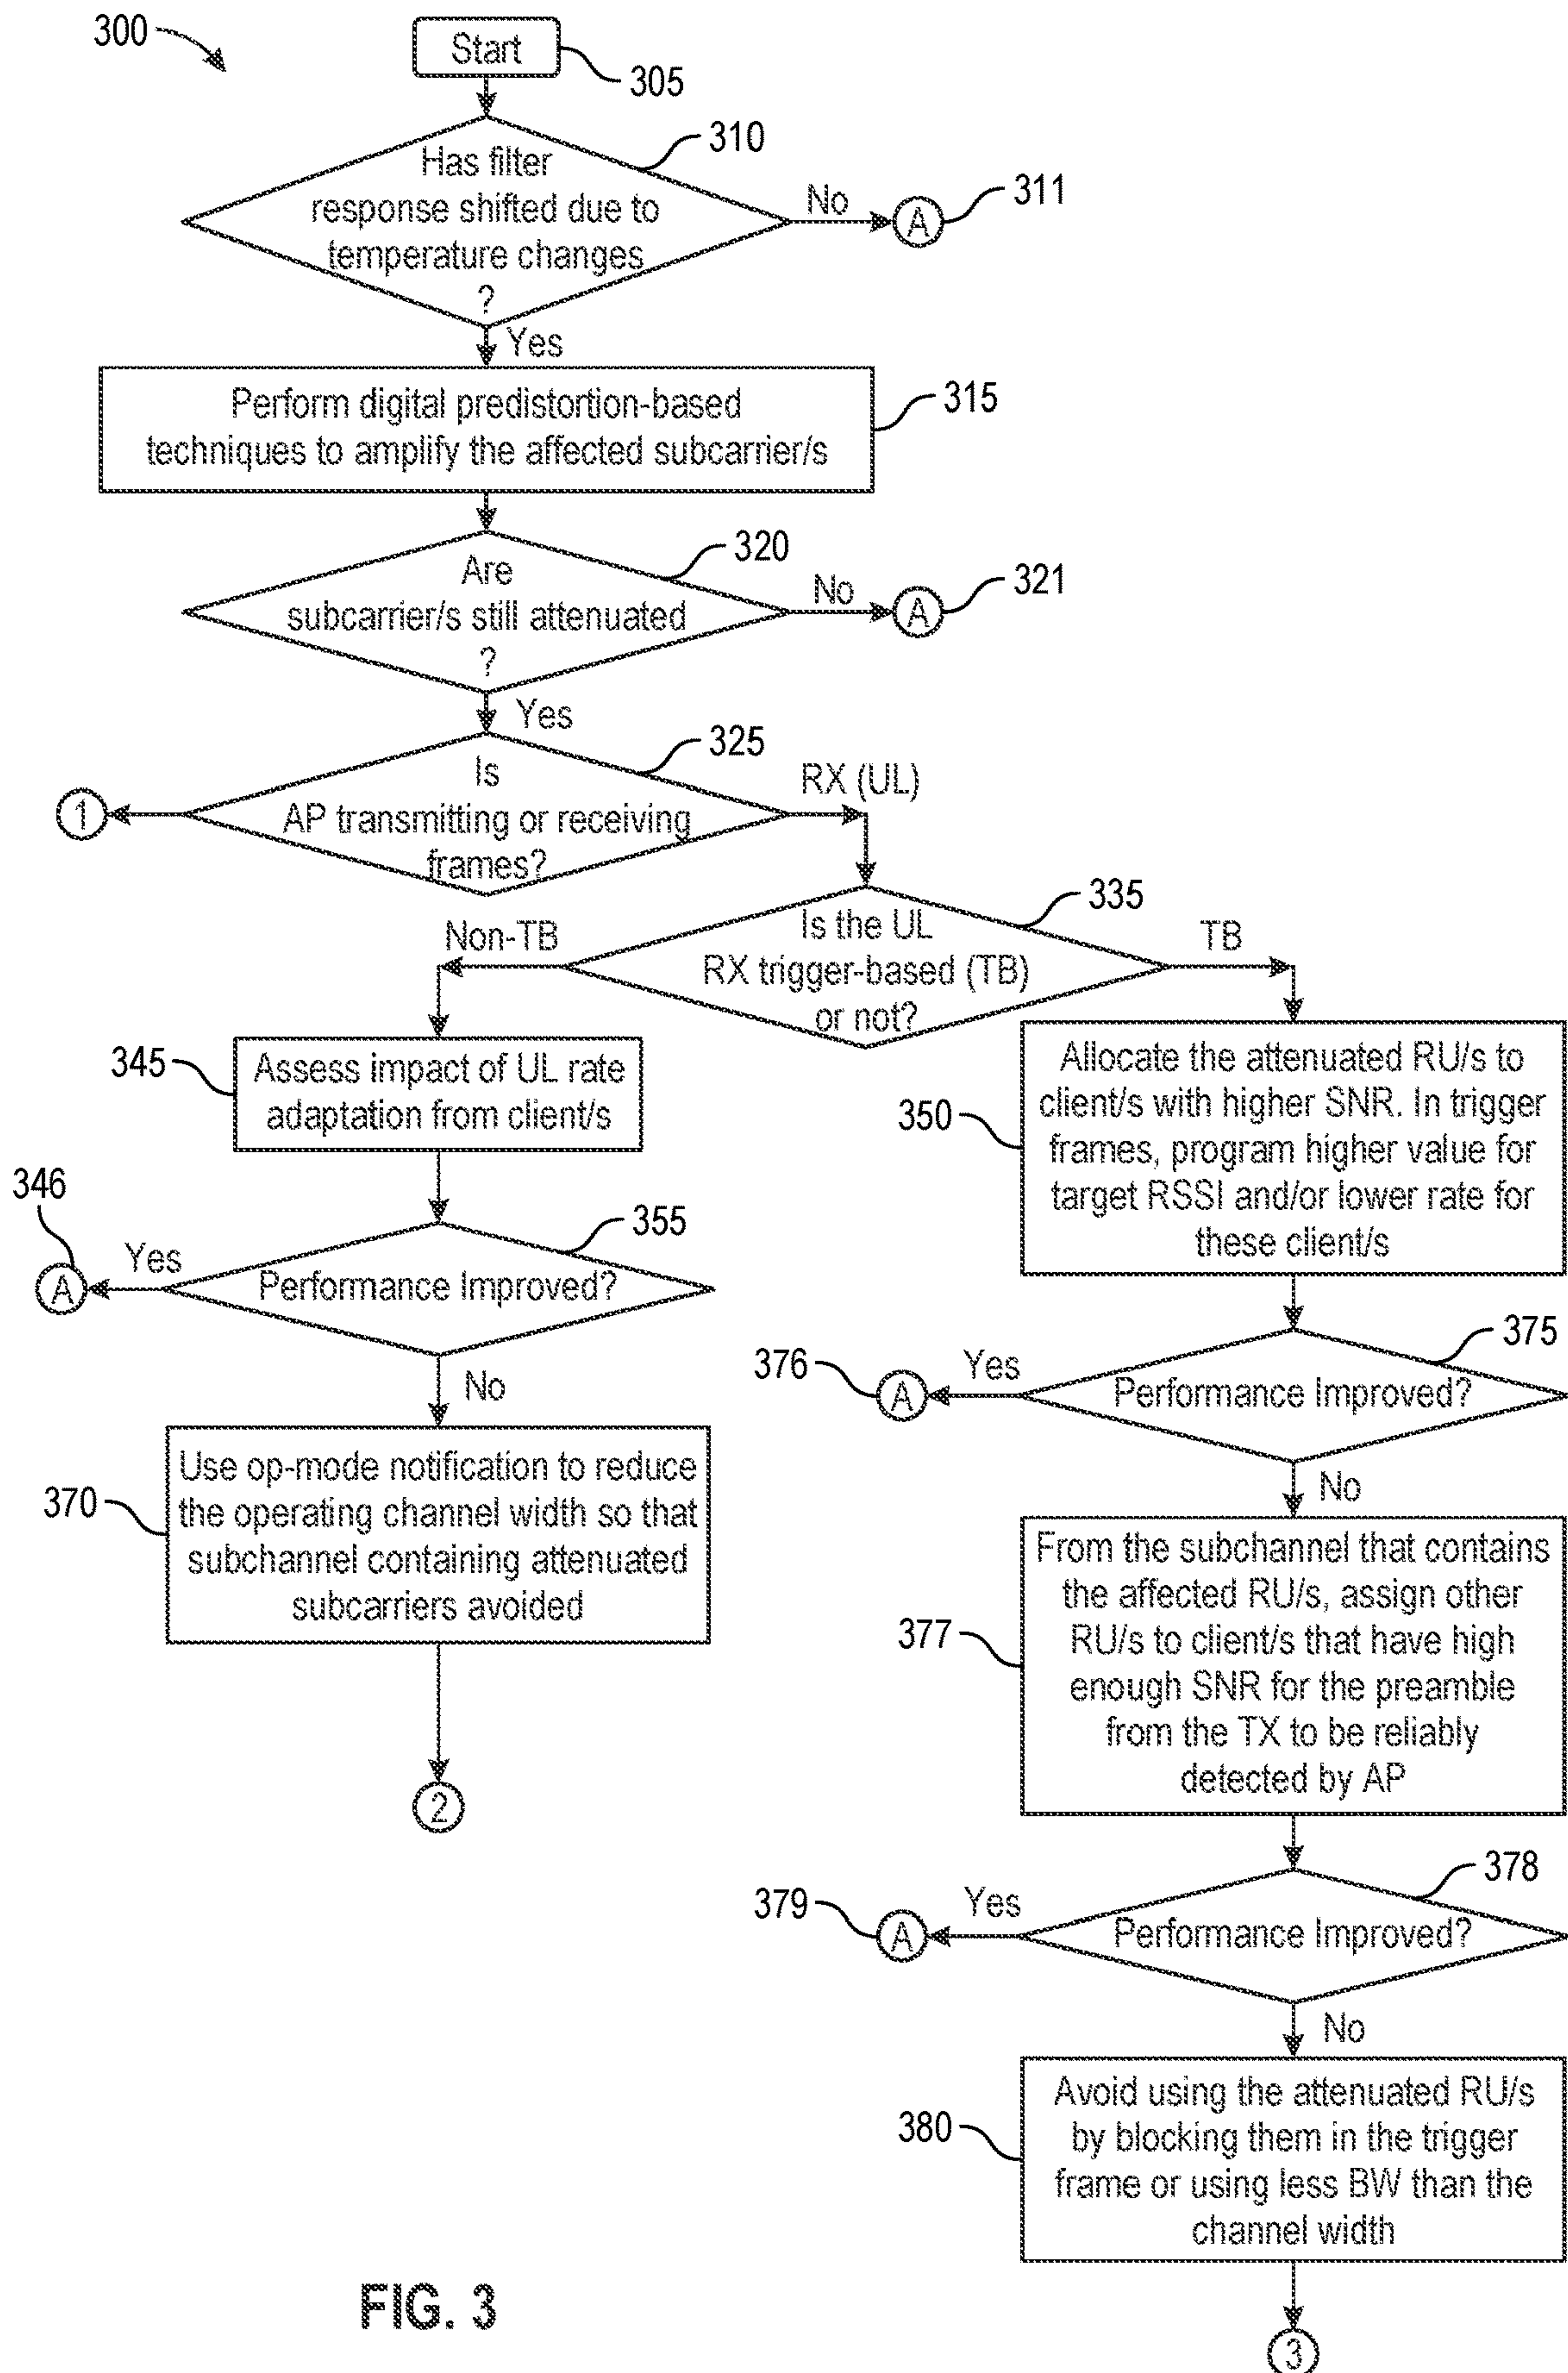 300
Start
305
310
Has filter
response shifted due to
temperature changes
?
No
A
311
Yes
Perform digital predistortion-based
techniques to amplify the affected subcarrier/s
315
320
Are
subcarrier/s still attenuated
?
No
A
321
Yes
325
Is
AP transmitting or receiving
frames?
1
RX (UL)
335
Is the UL
RX trigger-based (TB)
or not?
Non-TB
TB
345
Assess impact of UL rate
adaptation from client/s
350
Allocate the attenuated RU/s to
client/s with higher SNR. In trigger
frames, program higher value for
target RSSI and/or lower rate for
these client/s
346
A
Yes
355
Performance Improved?
No
375
376
A
Yes
Performance Improved?
No
370
Use op-mode notification to reduce
the operating channel width so that
subchannel containing attenuated
subcarriers avoided
2
377
From the subchannel that contains
the affected RU/s, assign other
RU/s to client/s that have high
enough SNR for the preamble
from the TX to be reliably
detected by AP
378
379
A
Yes
Performance Improved?
No
380
Avoid using the attenuated RU/s
by blocking them in the trigger
frame or using less BW than the
channel width
3
FIG. 3